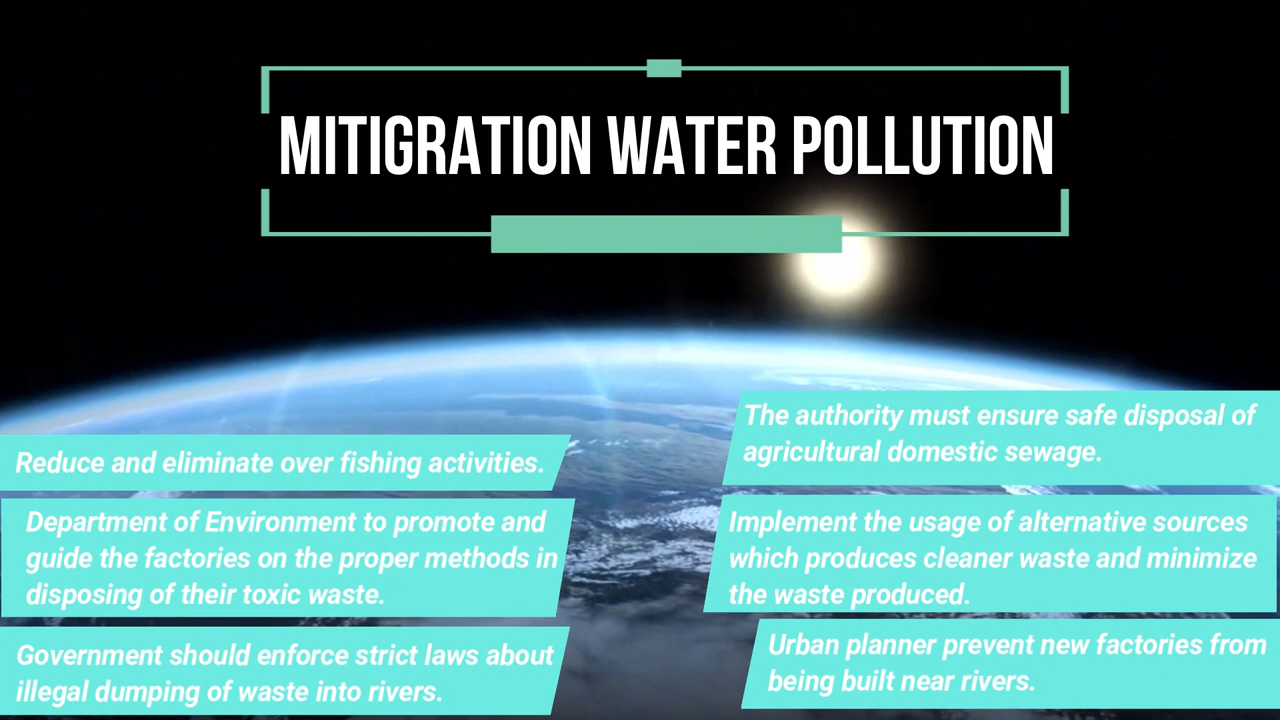 MITIGRATION WATER POLLUTION
Reduce and eliminate over fishing activities.
Department of Environment to promote and
guide the factories on the proper methods in
disposing of their toxic waste.
Government should enforce strict laws about
illegal dumping of waste into rivers.
The authority must ensure safe disposal of
agricultural domestic sewage.
Implement the usage of alternative sources
which produces cleaner waste and minimize
the waste produced.
Urban planner prevent new factories from
being built near rivers.